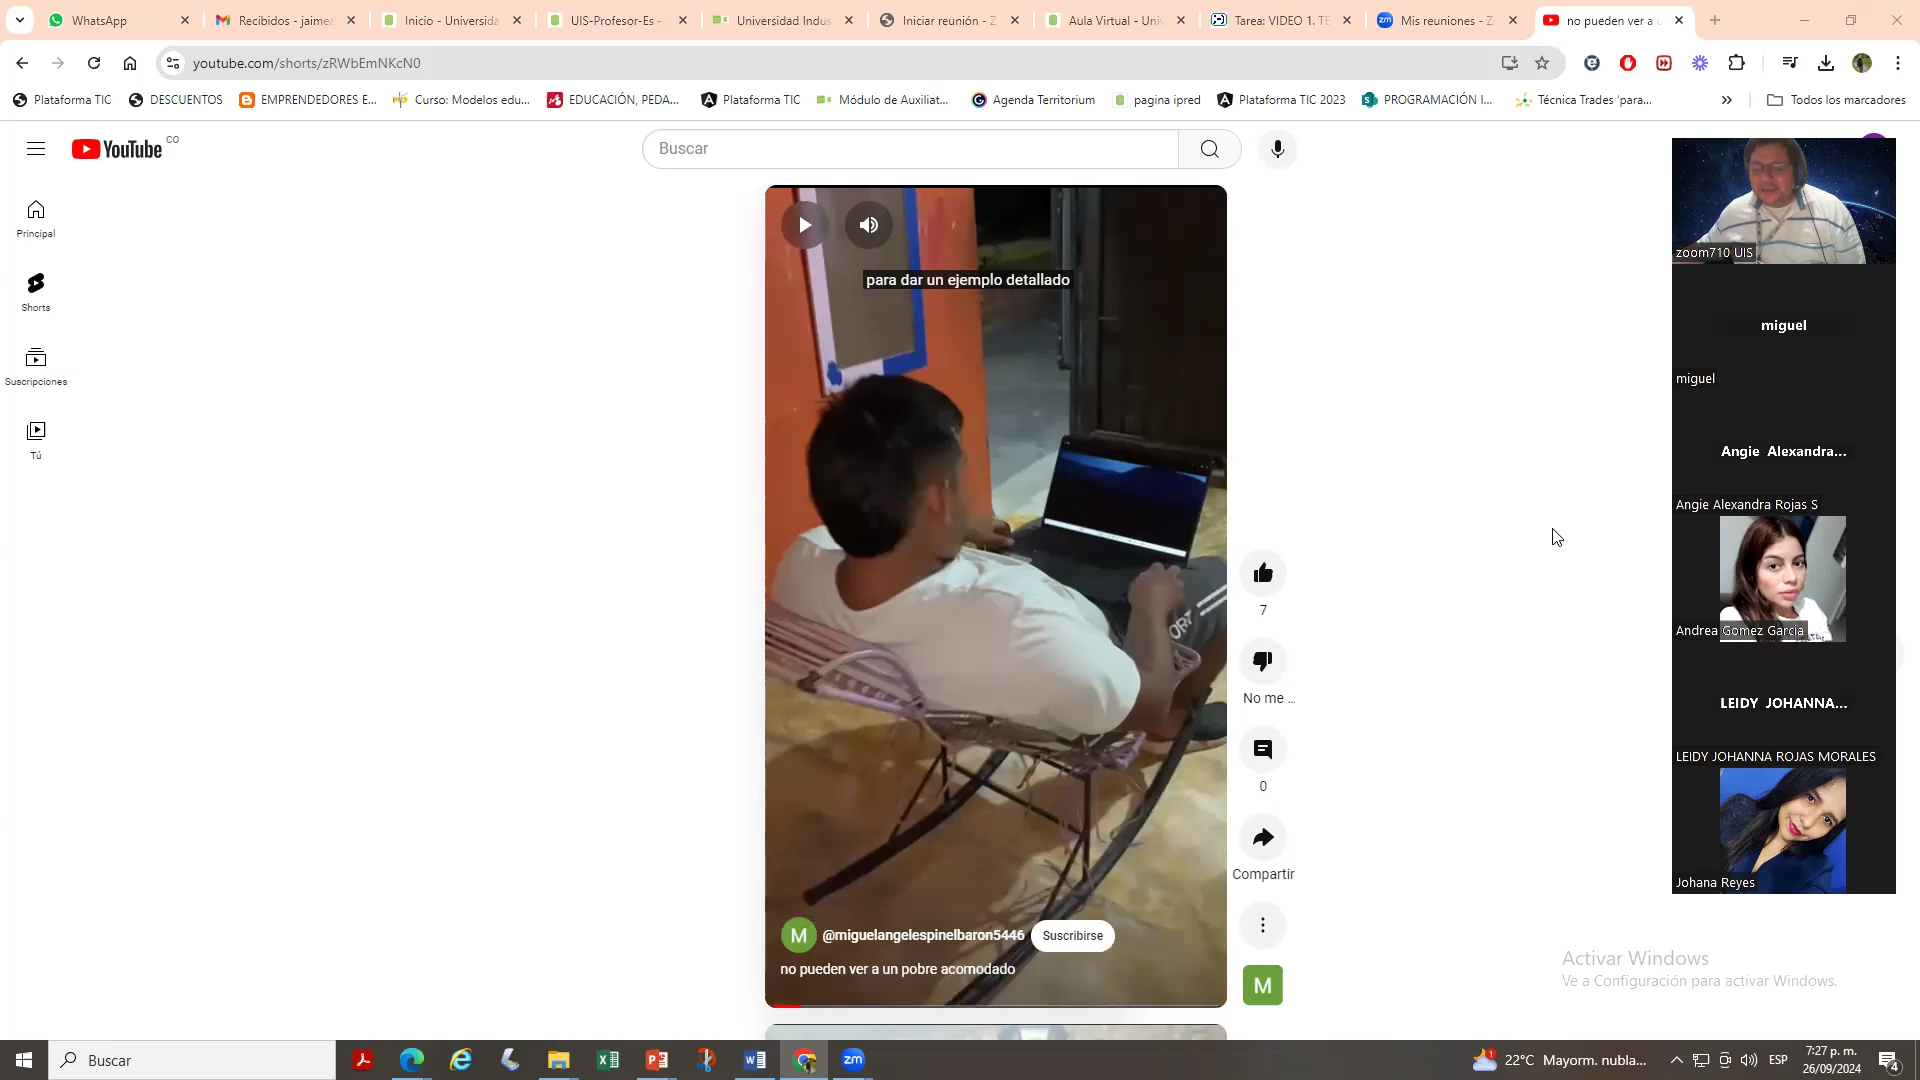 WhatsApp
Recibidos - jaimea
Inicio - Universida
UIS-Profesor-Es -
Universidad Indus
Iniciar reunión - Z
Aula Virtual - Uni
Tarea: VIDEO 1. TE
Mis reuniones - Z
no pueden ver a u
youtube.com/shorts/zRWbEmNKcN0
Plataforma TIC
DESCUENTOS
EMPRENDEDORES E...
Curso: Modelos edu...
EDUCACIÓN, PEDA...
Plataforma TIC
Módulo de Auxiliat...
Agenda Territorium
pagina ipred
Plataforma TIC 2023
PROGRAMACIÓN I...
Técnica Trades 'para...
Todos los marcadores
YouTube CO
Buscar
Principal
Shorts
Suscripciones
Tú
para dar un ejemplo detallado
ORT
@miguelangelespinelbaron5446
Suscribirse
no pueden ver a un pobre acomodado
M
7
No me ...
0
Compartir
M
zoom710 UIS
miguel
miguel
Angie Alexandra...
Angie Alexandra Rojas S
Andrea Gomez Garcia
LEIDY JOHANNA...
LEIDY JOHANNA ROJAS MORALES
Johana Reyes
Activar Windows
Ve a Configuración para activar Windows.
Buscar
22°C Mayorm. nubla...
ESP
7:27 p. m.
26/09/2024
4